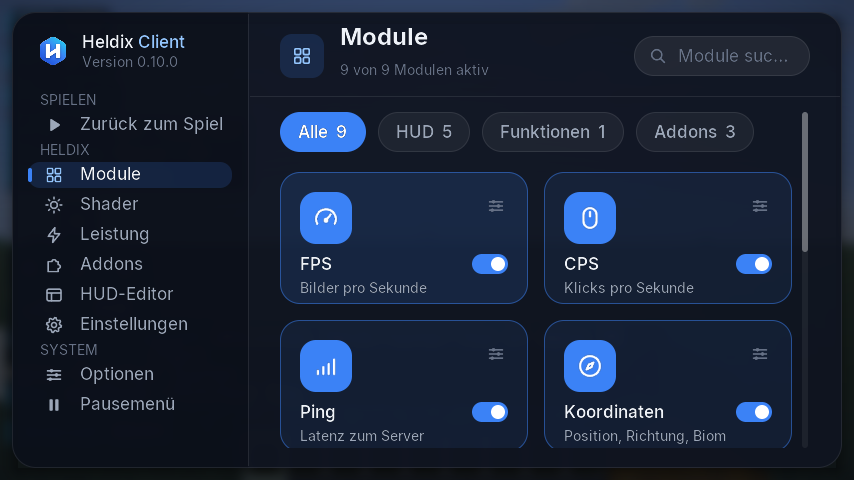 Heldix Client
Version 0.10.0
SPIELEN
Zurück zum Spiel
HELDIX
Module
Shader
Leistung
Addons
HUD-Editor
Einstellungen
SYSTEM
Optionen
Pausemenü
Module
9 von 9 Modulen aktiv
Module suc...
Alle 9
HUD 5
Funktionen 1
Addons 3
FPS
Bilder pro Sekunde
CPS
Klicks pro Sekunde
Ping
Latenz zum Server
Koordinaten
Position, Richtung, Biom